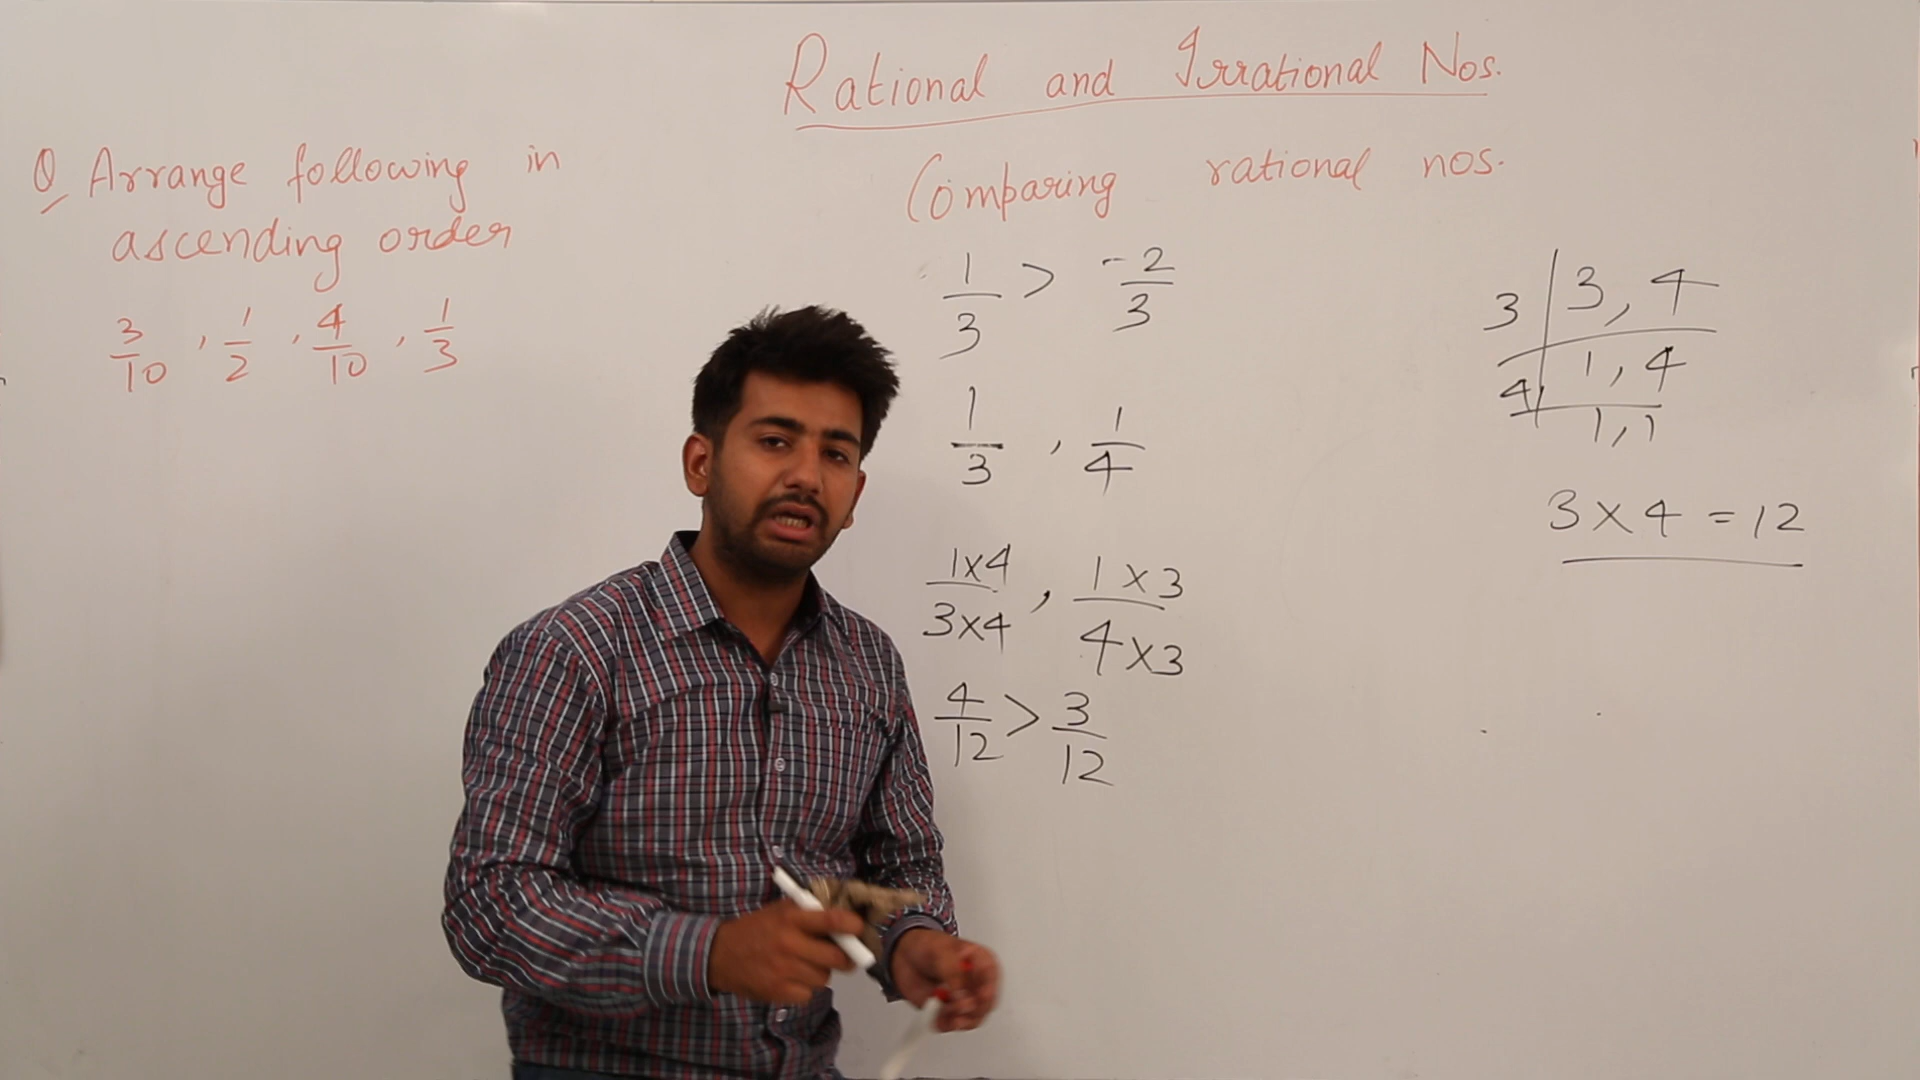 Rational and Irrational Nos.
Q Arrange following in
ascending order
3/10 , 1/2 , 4/10 , 1/3
Comparing rational nos.
1/3 > -2/3
1/3 , 1/4
1x4/3x4 , 1x3/4x3
4/12 > 3/12
3 | 3, 4
4 | 1, 4
1, 1
3 x 4 = 12